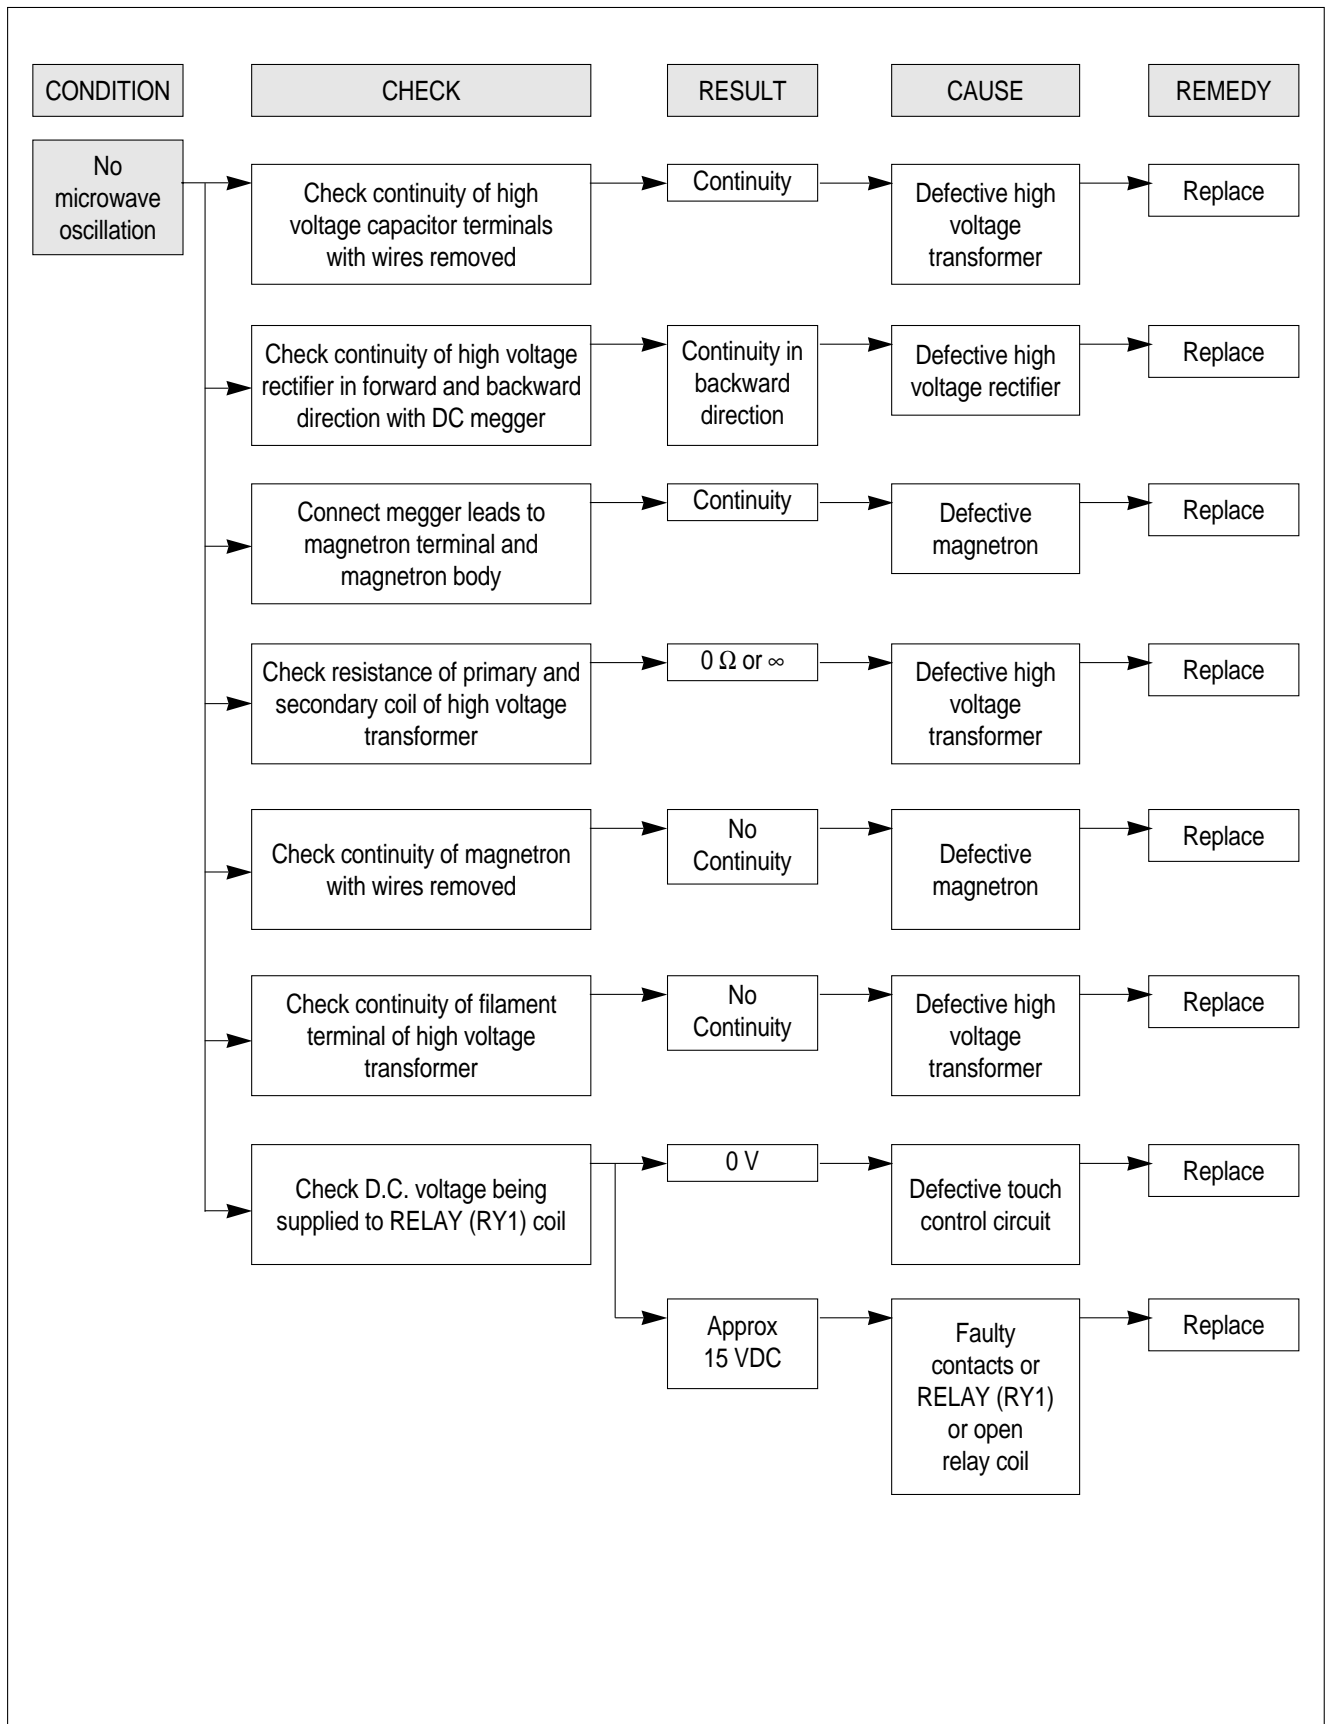 CONDITION
CHECK
RESULT
CAUSE
REMEDY
No
microwave
oscillation
Check continuity of high
voltage capacitor terminals
with wires removed
Continuity
Defective high
voltage
transformer
Replace
Check continuity of high voltage
rectifier in forward and backward
direction with DC megger
Continuity in
backward
direction
Defective high
voltage rectifier
Replace
Connect megger leads to
magnetron terminal and
magnetron body
Continuity
Defective
magnetron
Replace
Check resistance of primary and
secondary coil of high voltage
transformer
0 Ω or ∞
Defective high
voltage
transformer
Replace
Check continuity of magnetron
with wires removed
No
Continuity
Defective
magnetron
Replace
Check continuity of filament
terminal of high voltage
transformer
No
Continuity
Defective high
voltage
transformer
Replace
Check D.C. voltage being
supplied to RELAY (RY1) coil
0 V
Defective touch
control circuit
Replace
Approx
15 VDC
Faulty
contacts or
RELAY (RY1)
or open
relay coil
Replace